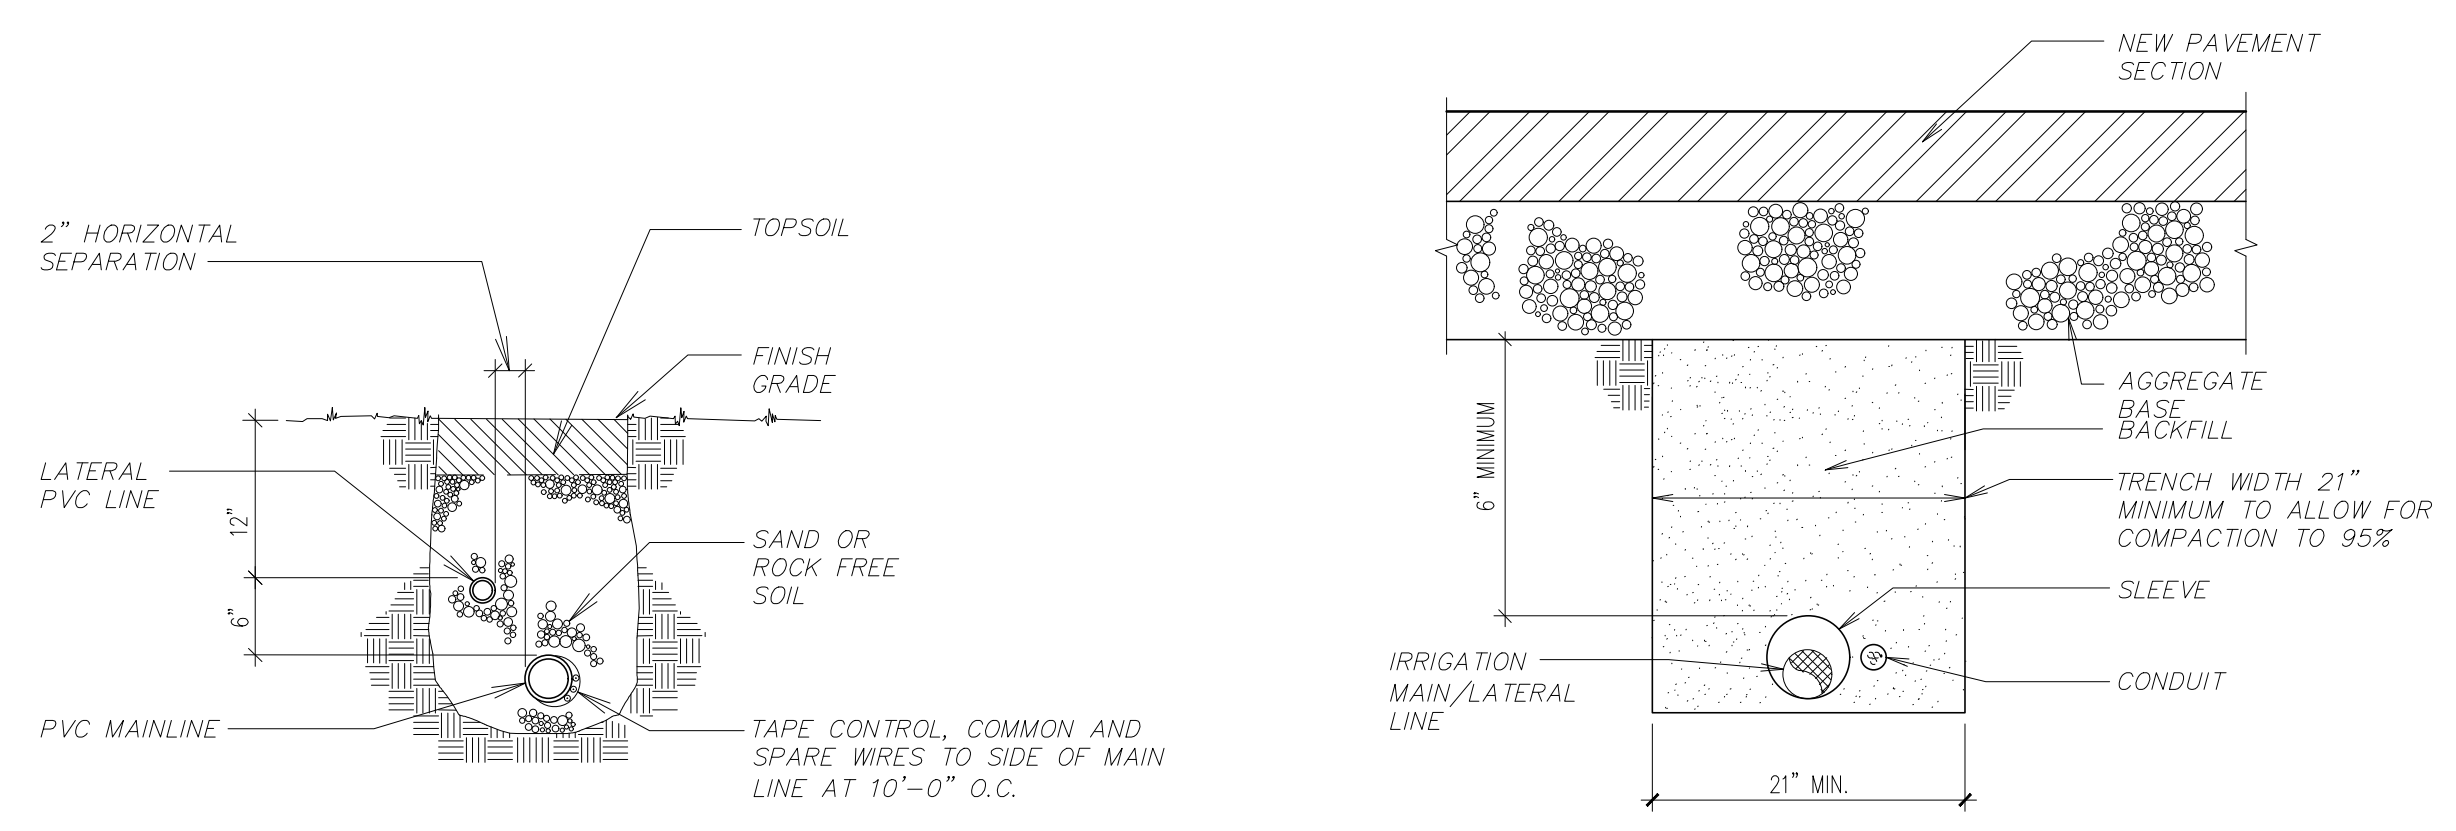 2” HORIZONTAL
SEPARATION
TOPSOIL
FINISH
GRADE
LATERAL
PVC LINE
12”
6”
SAND OR
ROCK FREE
SOIL
PVC MAINLINE
TAPE CONTROL, COMMON AND
SPARE WIRES TO SIDE OF MAIN
LINE AT 10’-0” O.C.
NEW PAVEMENT
SECTION
AGGREGATE
BASE
BACKFILL
6” MINIMUM
TRENCH WIDTH 21”
MINIMUM TO ALLOW FOR
COMPACTION TO 95%
SLEEVE
IRRIGATION
MAIN/LATERAL
LINE
CONDUIT
21” MIN.